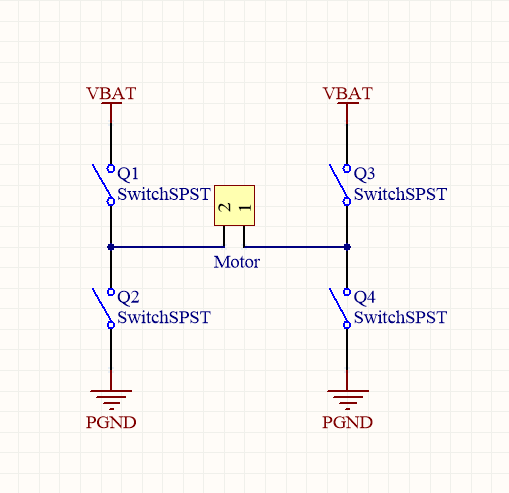 VBAT
VBAT
Q1
SwitchSPST
2
1
Q3
SwitchSPST
Motor
Q2
SwitchSPST
Q4
SwitchSPST
PGND
PGND